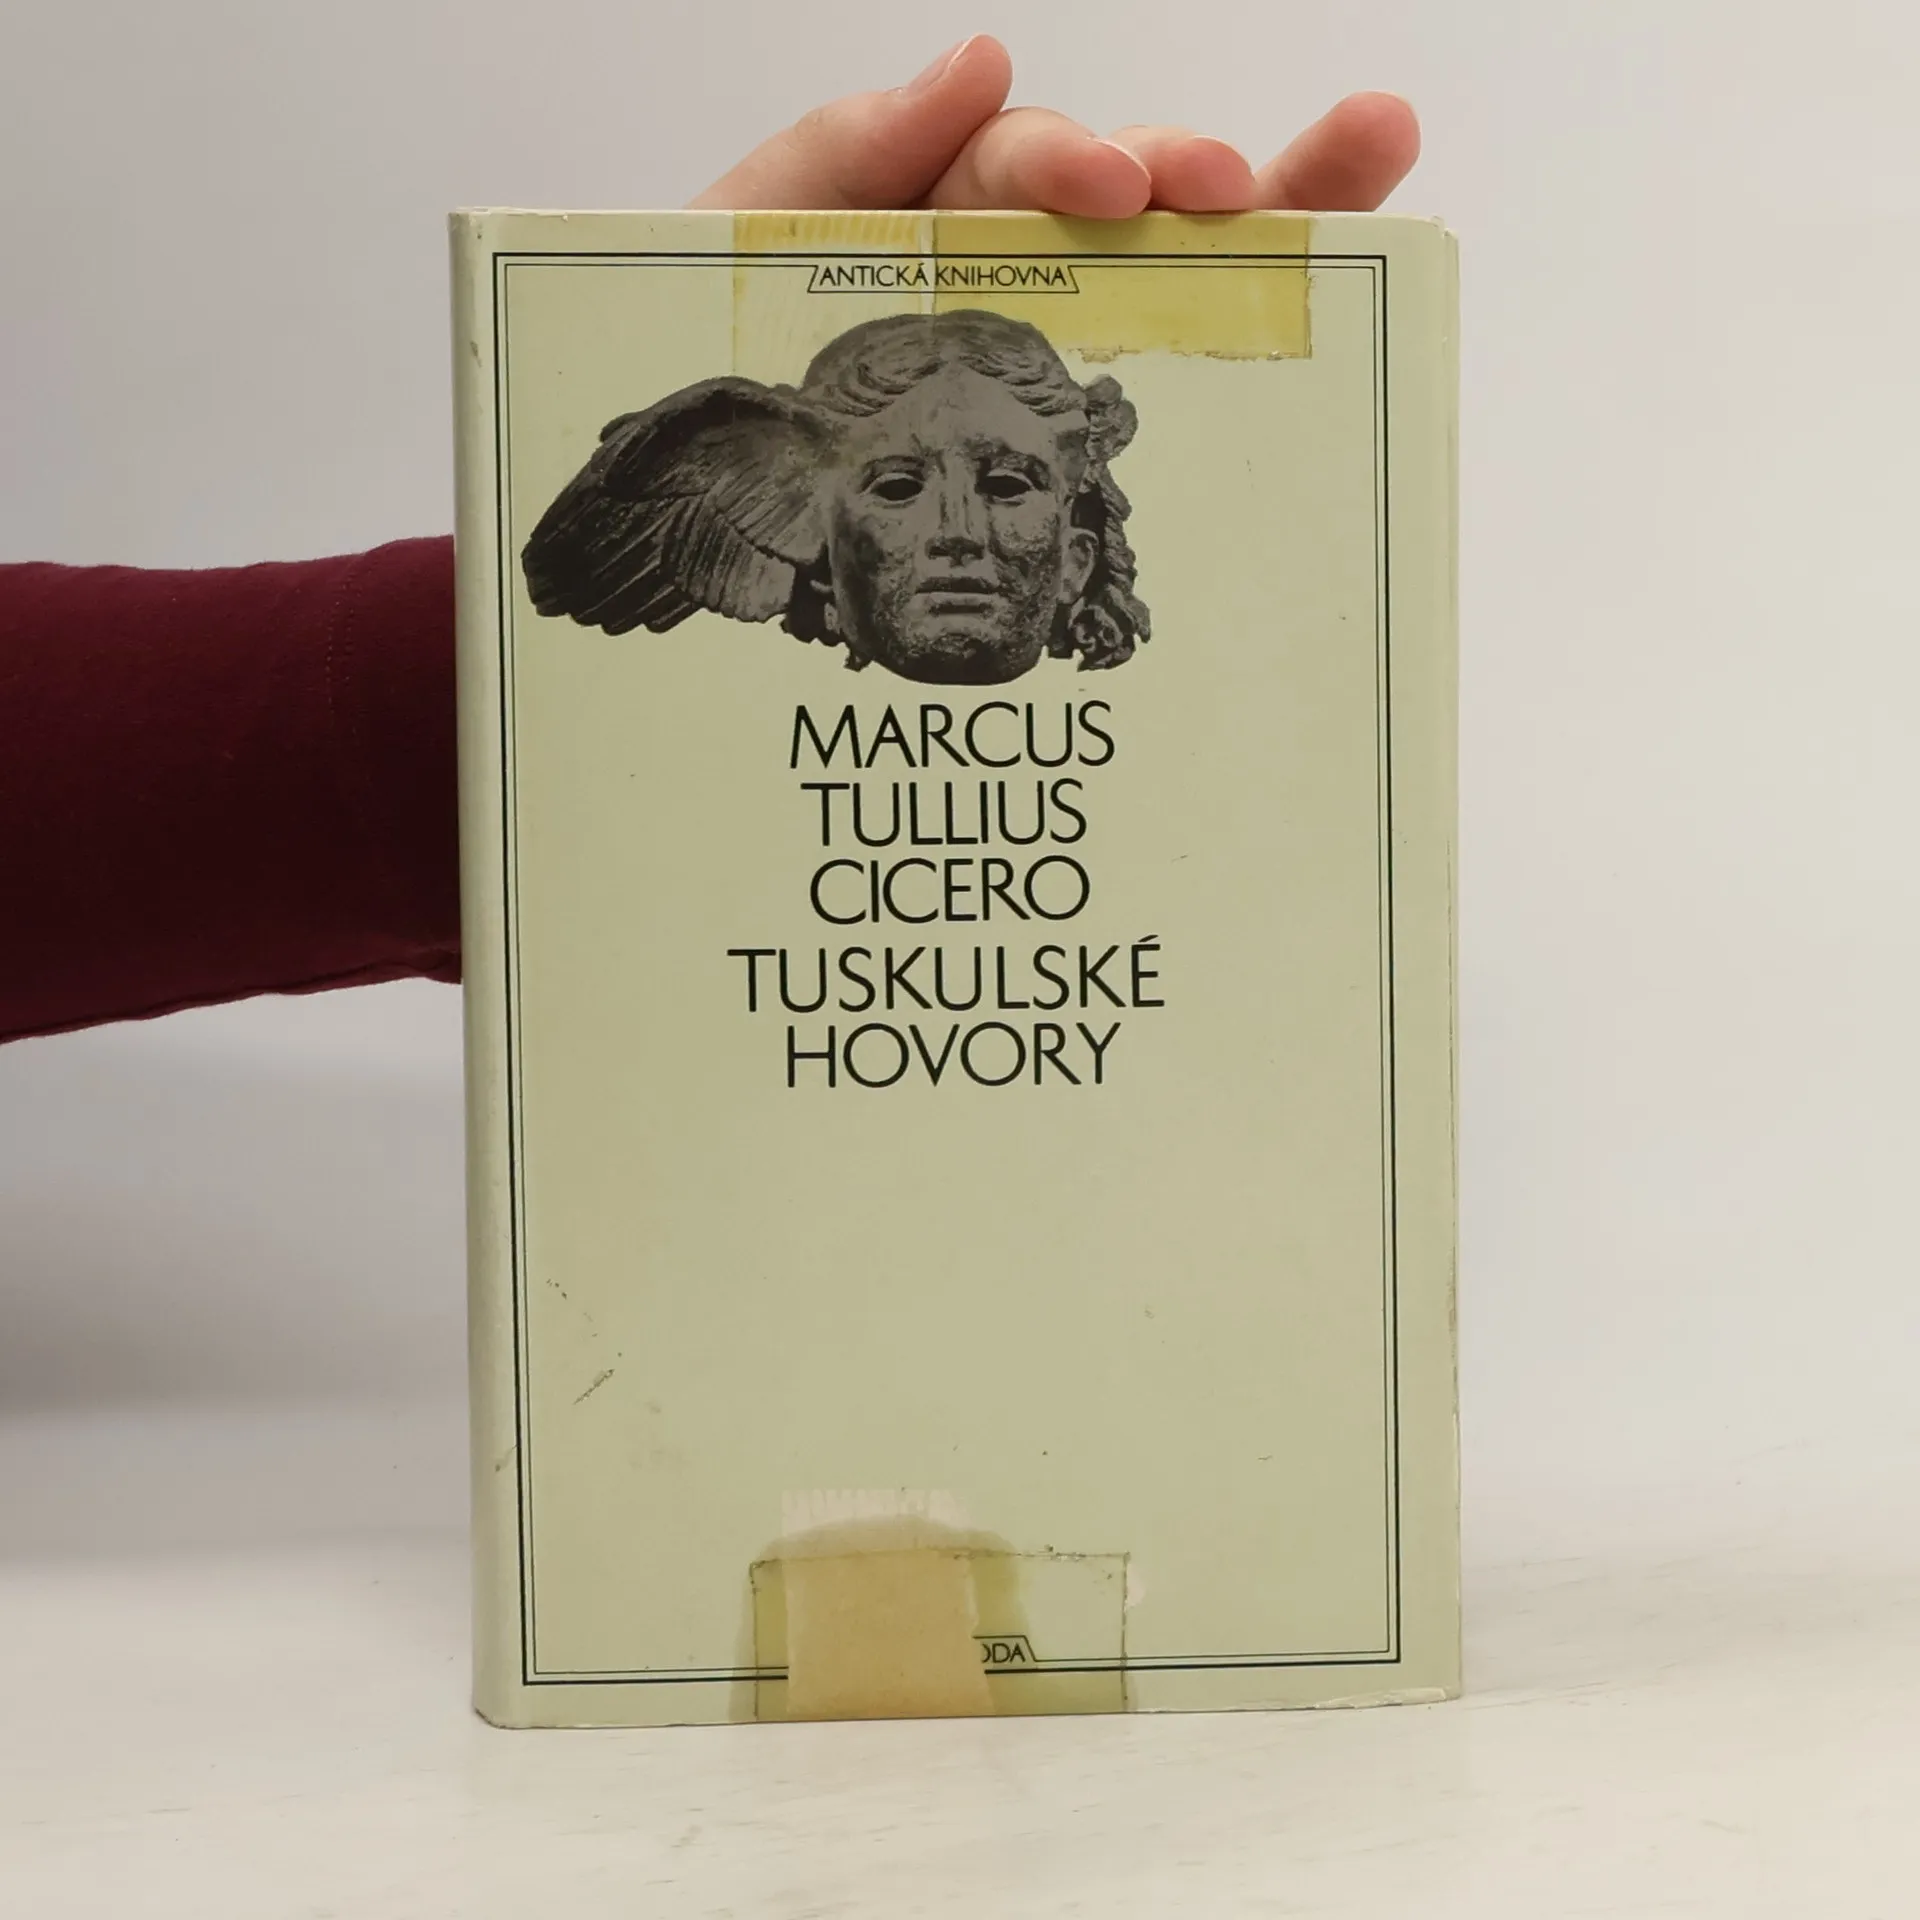 ANTICKÁ KNIHOVNA
MARCUS
TULLIUS
CICERO
TUSKULSKÉ
HOVORY